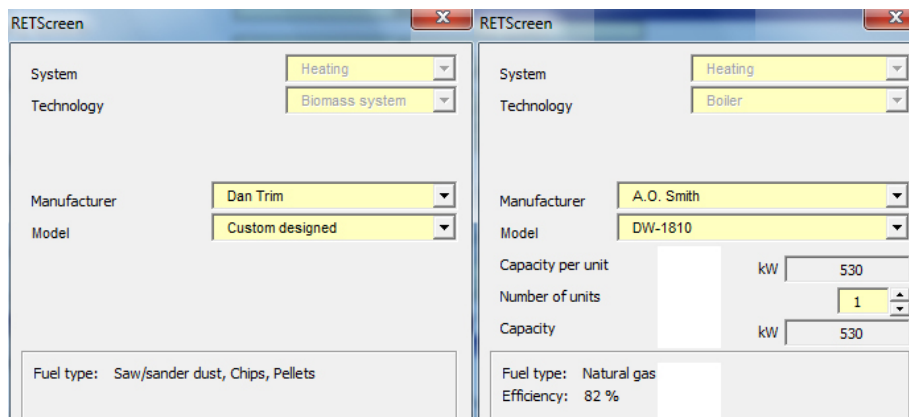 RETScreen
System Heating
Technology Biomass system
Manufacturer Dan Trim
Model Custom designed
Fuel type: Saw/sander dust, Chips, Pellets
RETScreen
System Heating
Technology Boiler
Manufacturer A.O. Smith
Model DW-1810
Capacity per unit kW 530
Number of units 1
Capacity kW 530
Fuel type: Natural gas
Efficiency: 82 %